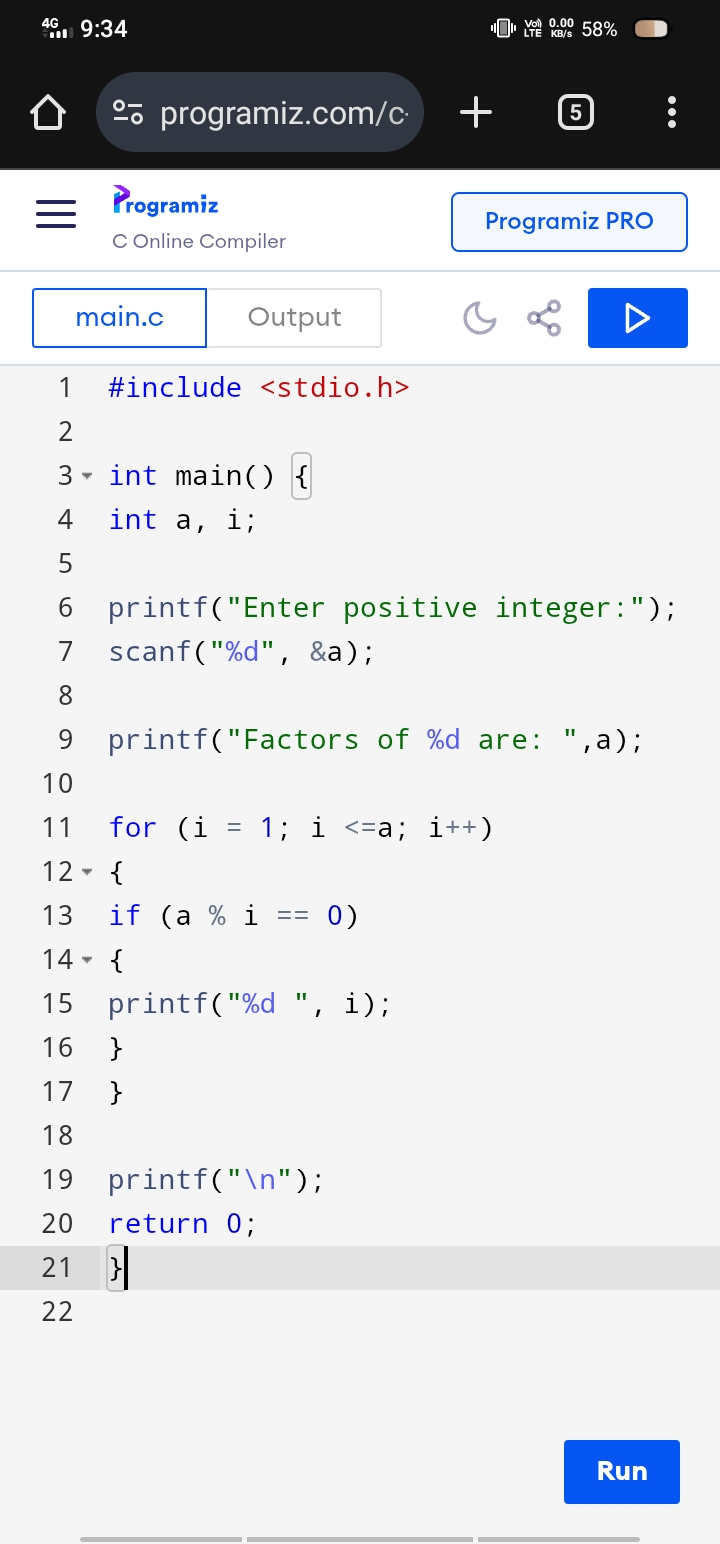 4G 9:34 Vo) LTE 0.00 KB/s 58%
programiz.com/c 5
Programiz
C Online Compiler
Programiz PRO
main.c Output
1 #include <stdio.h>
2
3 int main() {
4 int a, i;
5
6 printf("Enter positive integer:");
7 scanf("%d", &a);
8
9 printf("Factors of %d are: ",a);
10
11 for (i = 1; i <=a; i++)
12 {
13 if (a % i == 0)
14 {
15 printf("%d ", i);
16 }
17 }
18
19 printf("\n");
20 return 0;
21 }
22
Run